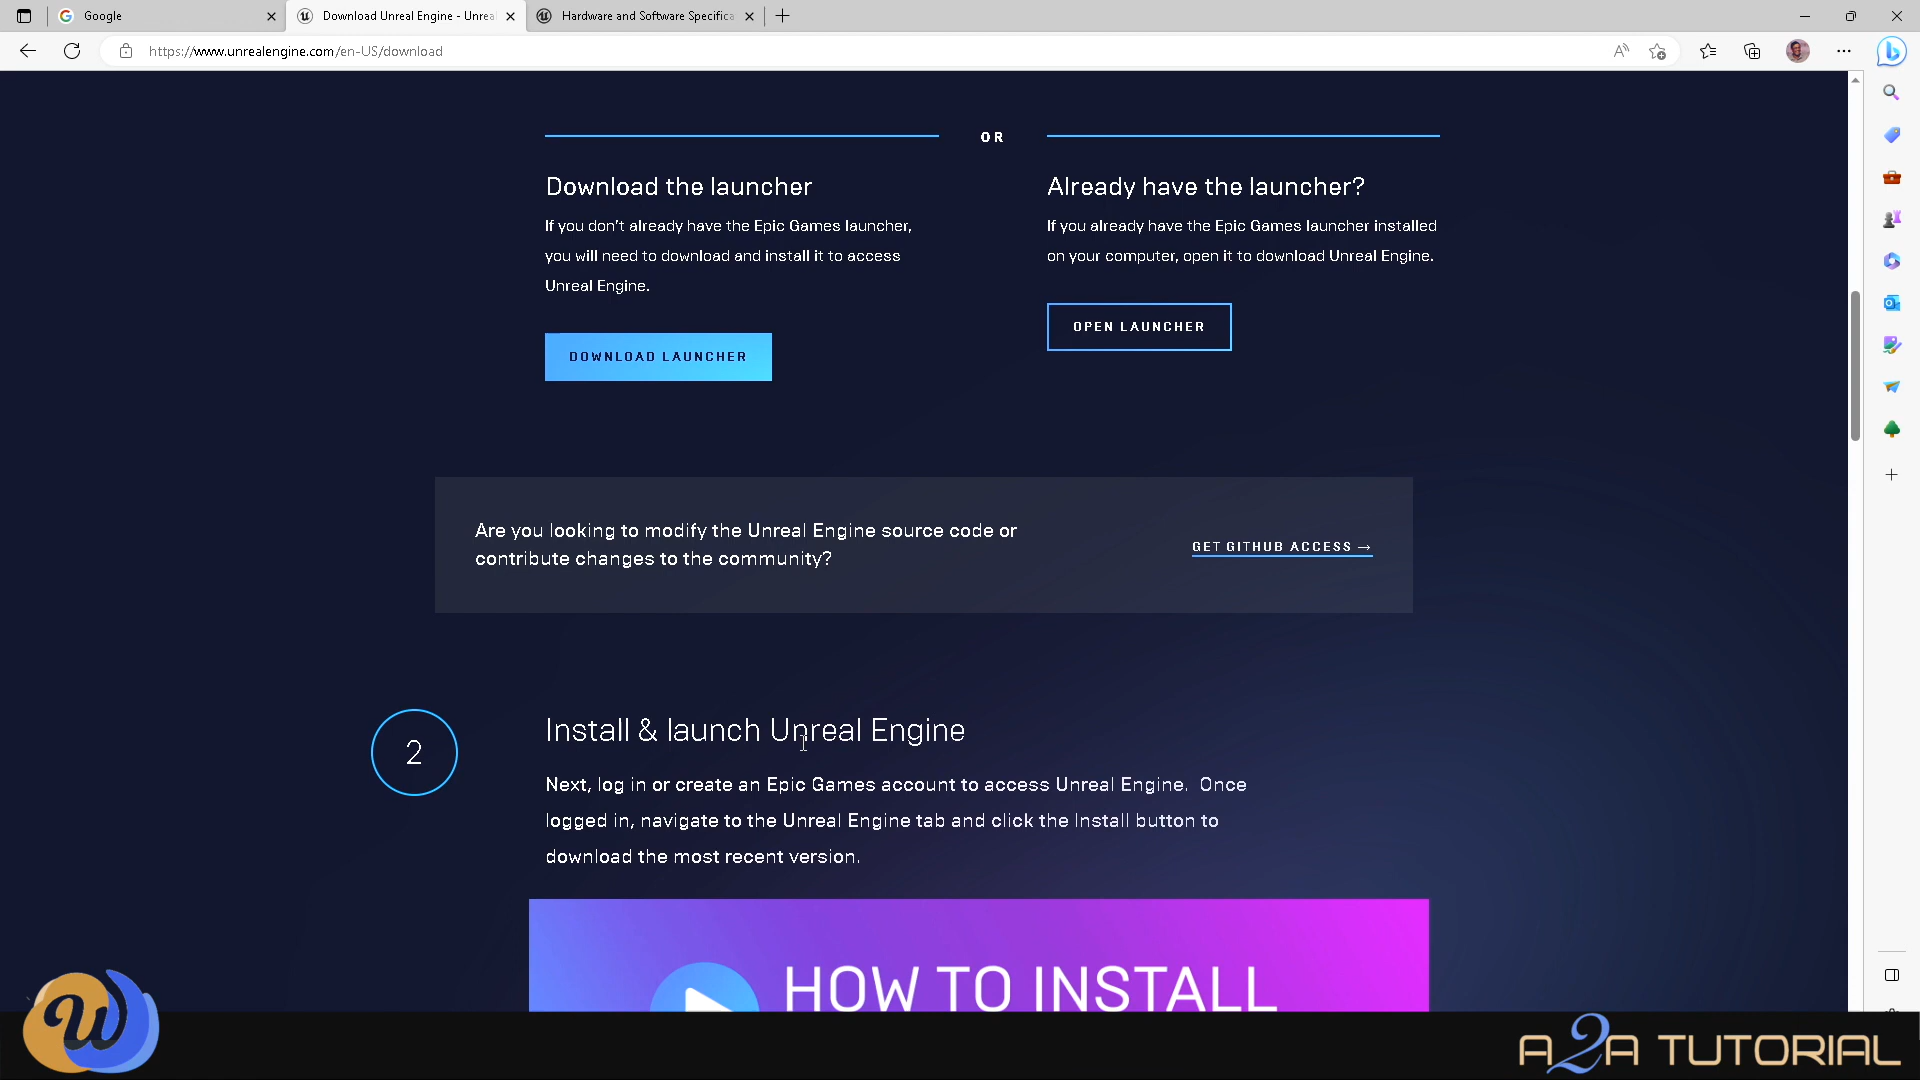 Google
Download Unreal Engine - Unrea
Hardware and Software Specifica
https://www.unrealengine.com/en-US/download
OR
Download the launcher
If you don't already have the Epic Games launcher,
you will need to download and install it to access
Unreal Engine.
DOWNLOAD LAUNCHER
Already have the launcher?
If you already have the Epic Games launcher installed
on your computer, open it to download Unreal Engine.
OPEN LAUNCHER
Are you looking to modify the Unreal Engine source code or
contribute changes to the community?
GET GITHUB ACCESS →
2
Install & launch Unreal Engine
Next, log in or create an Epic Games account to access Unreal Engine. Once
logged in, navigate to the Unreal Engine tab and click the Install button to
download the most recent version.
HOW TO INSTALL
A2A TUTORIAL